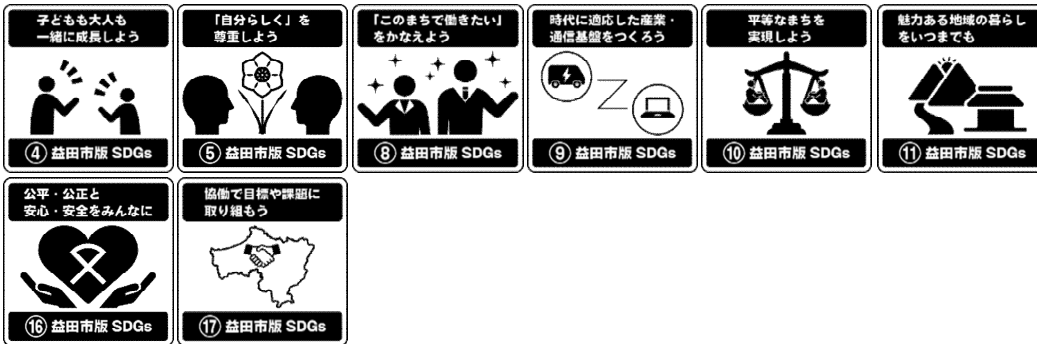 子どもも大人も
一緒に成長しよう
④ 益田市版 SDGs
「自分らしく」を
尊重しよう
⑤ 益田市版 SDGs
「このまちで働きたい」
をかなえよう
⑧ 益田市版 SDGs
時代に適応した産業・
通信基盤をつくろう
⑨ 益田市版 SDGs
平等なまちを
実現しよう
⑩ 益田市版 SDGs
魅力ある地域の暮らし
をいつまでも
⑪ 益田市版 SDGs
公平・公正と
安心・安全をみんなに
⑯ 益田市版 SDGs
協働で目標や課題に
取り組もう
⑰ 益田市版 SDGs